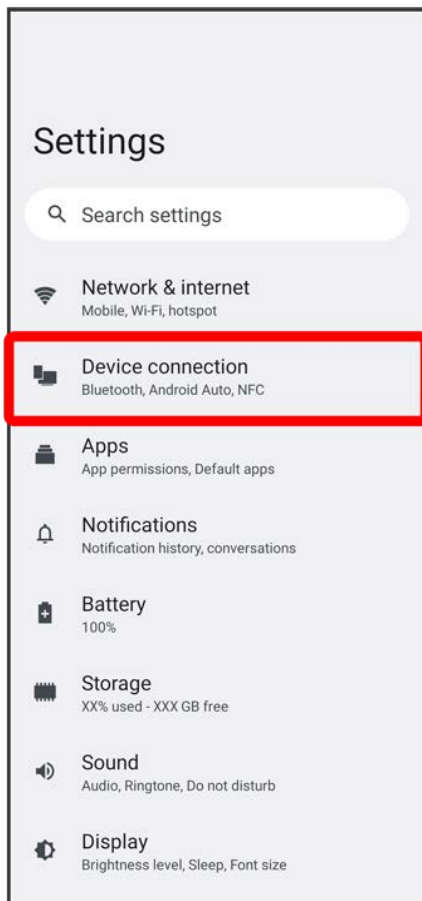 Settings
Search settings
Network & internet
Mobile, Wi-Fi, hotspot
Device connection
Bluetooth, Android Auto, NFC
Apps
App permissions, Default apps
Notifications
Notification history, conversations
Battery
100%
Storage
XX% used - XXX GB free
Sound
Audio, Ringtone, Do not disturb
Display
Brightness level, Sleep, Font size